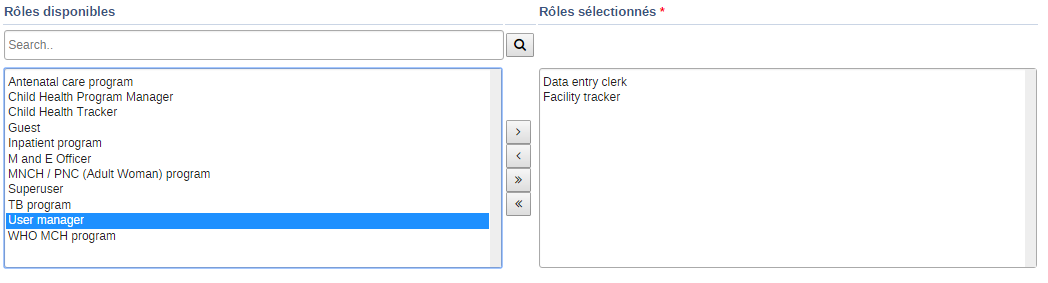 Rôles disponibles
Rôles sélectionnés *
Search..
Antenatal care program
Child Health Program Manager
Child Health Tracker
Guest
Inpatient program
M and E Officer
MNCH / PNC (Adult Woman) program
Superuser
TB program
User manager
WHO MCH program
›
‹
»
«
Data entry clerk
Facility tracker